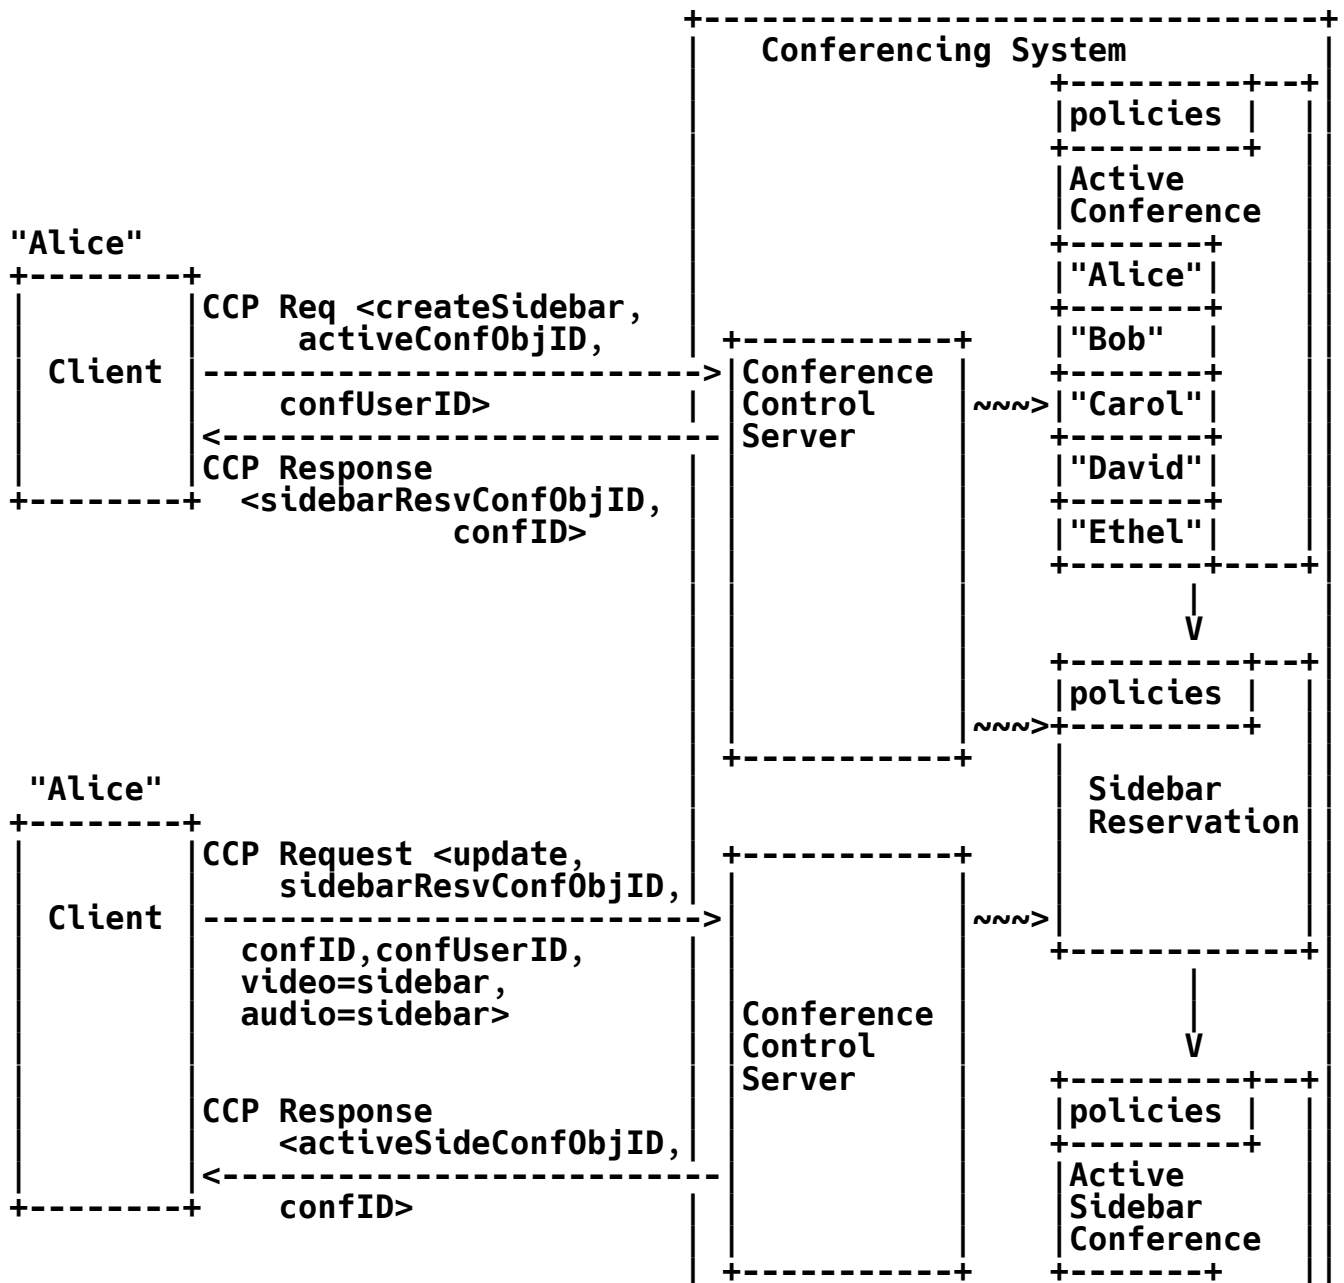 Conferencing System
policies
Active
Conference
"Alice"
"Alice"
CCP Req <createSidebar,
activeConfObjID,
"Bob"
Client
Conference
confUserID>
Control
~~~>
"Carol"
Server
CCP Response
"David"
<sidebarResvConfObjID,
confID>
"Ethel"
V
policies
~~~>
"Alice"
Sidebar
Reservation
CCP Request <update,
sidebarResvConfObjID,
Client
~~~>
confID,confUserID,
video=sidebar,
audio=sidebar>
Conference
Control
V
Server
CCP Response
policies
<activeSideConfObjID,
Active
confID>
Sidebar
Conference